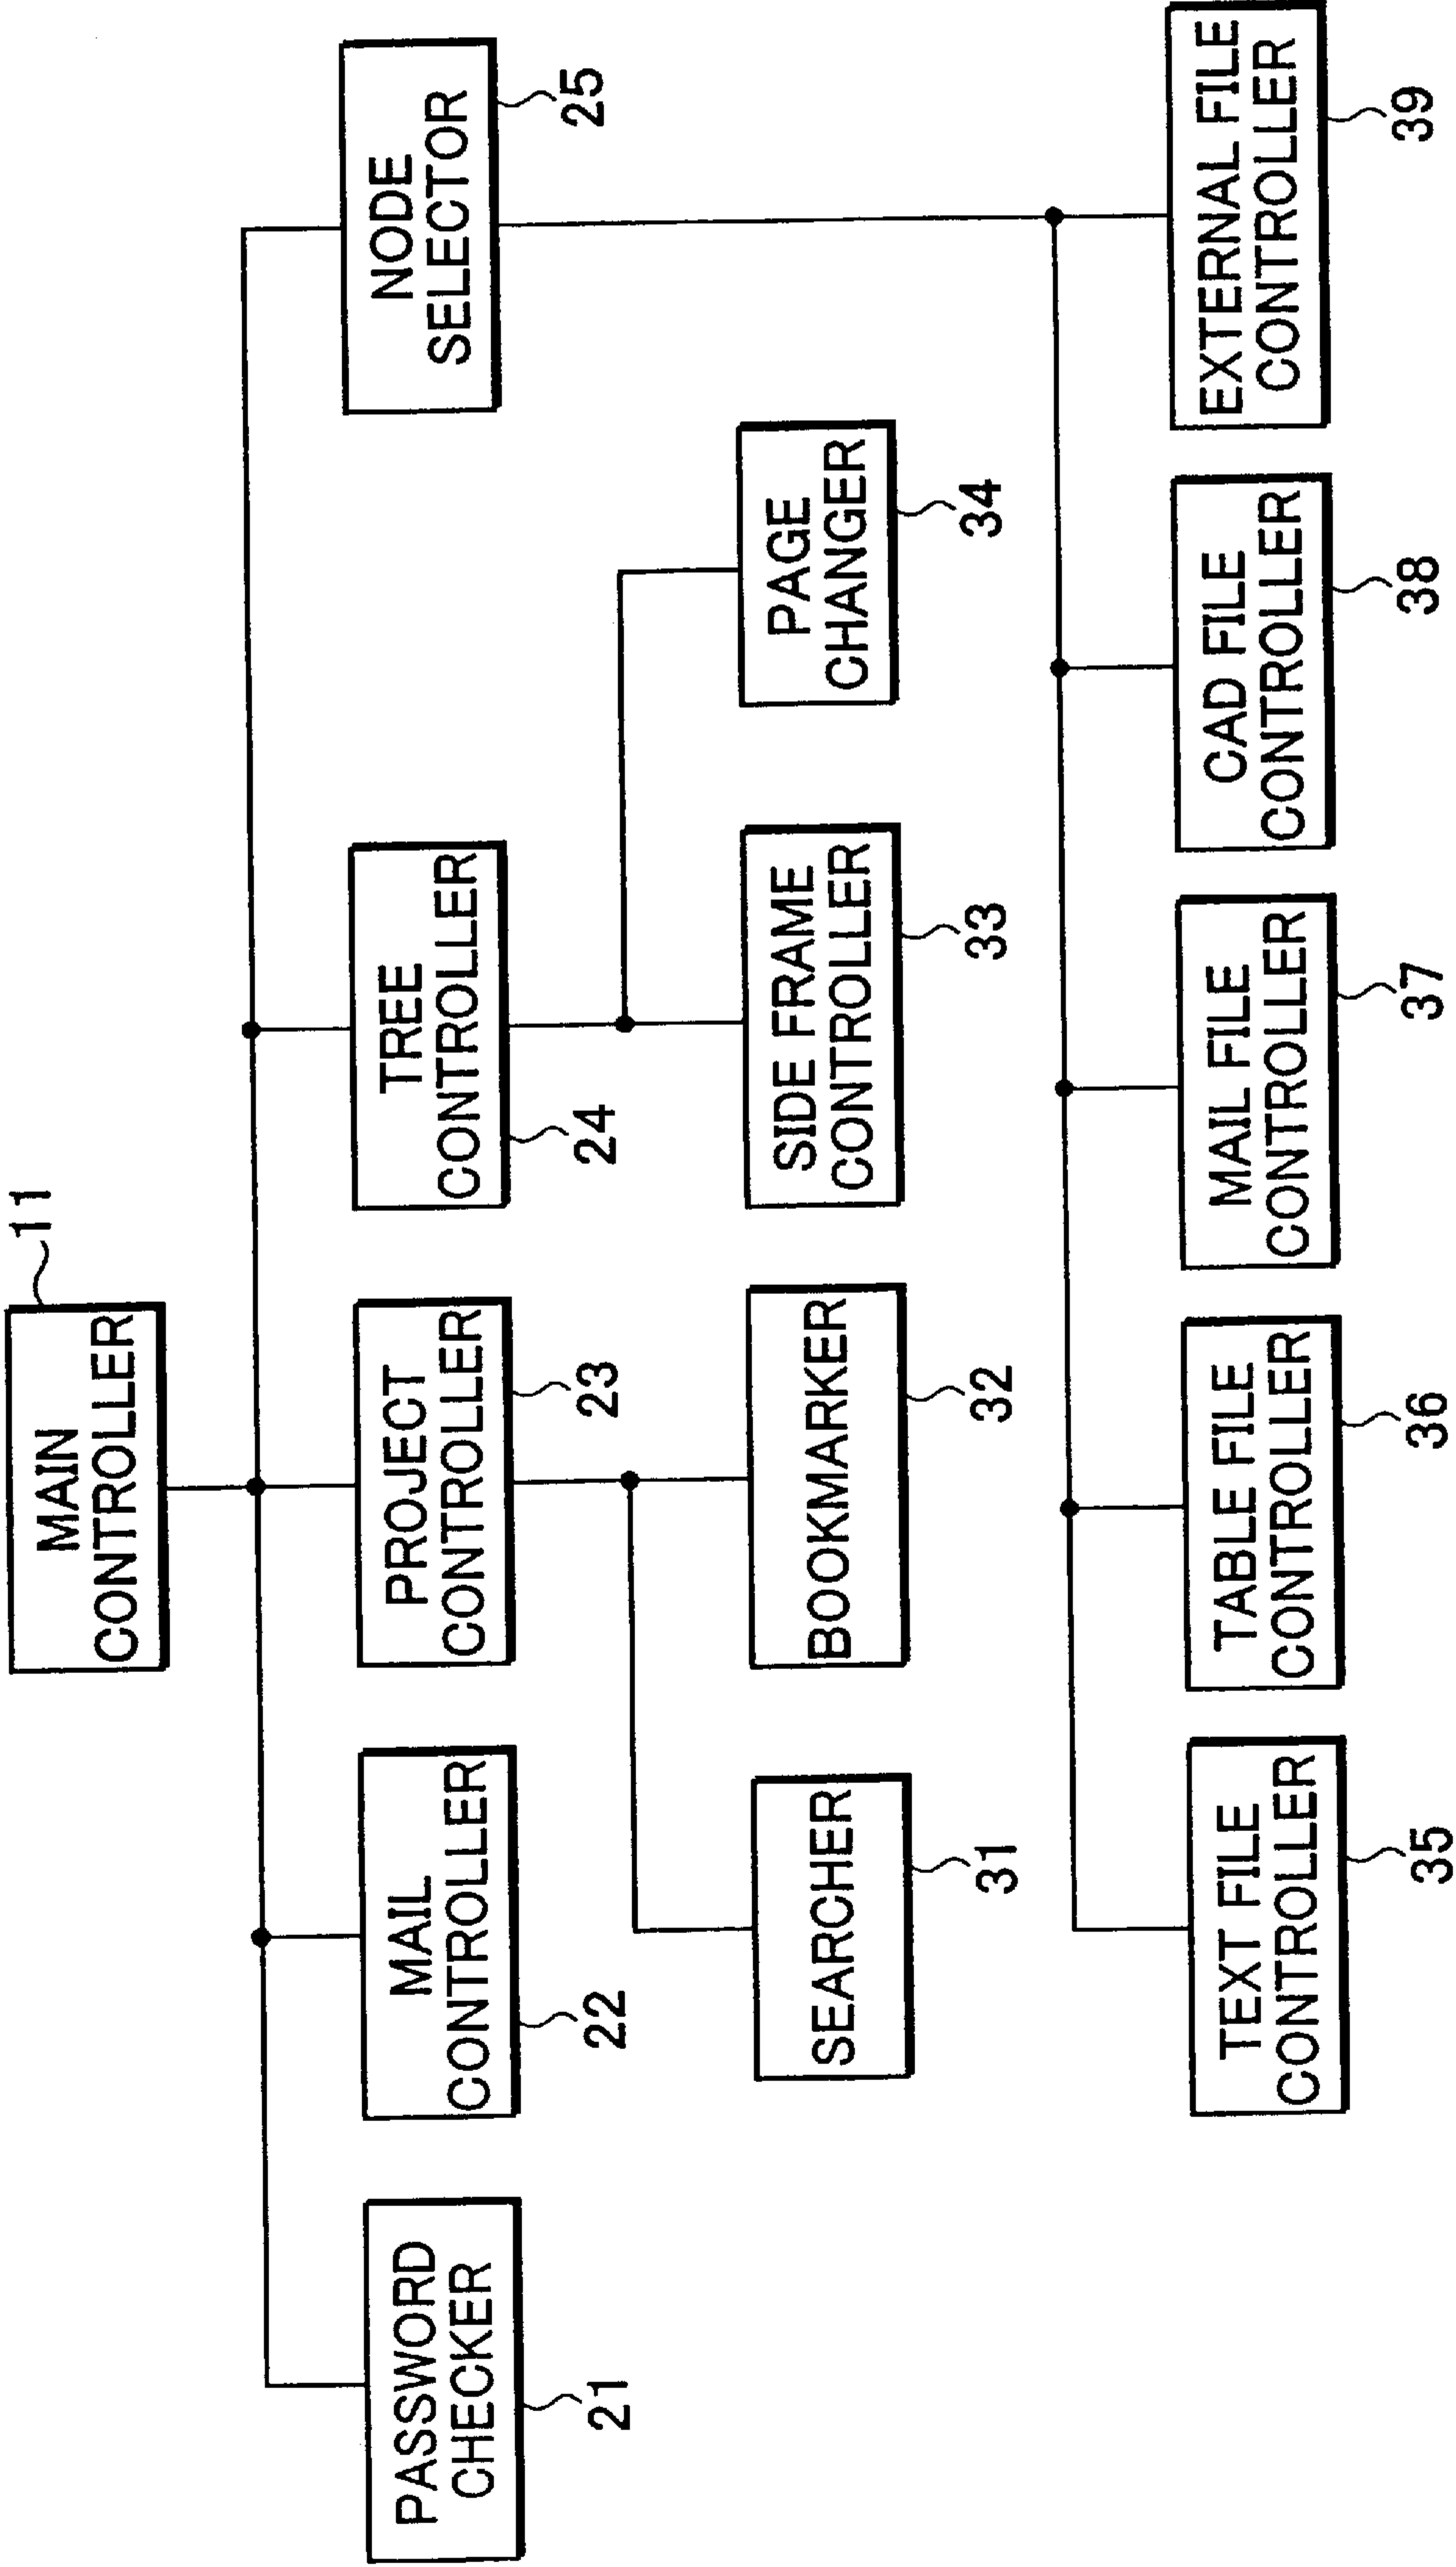 MAIN
CONTROLLER
11
PASSWORD
CHECKER
21
MAIL
CONTROLLER
22
PROJECT
CONTROLLER
23
TREE
CONTROLLER
24
NODE
SELECTOR
25
SEARCHER
31
BOOKMARKER
32
SIDE FRAME
CONTROLLER
33
PAGE
CHANGER
34
TEXT FILE
CONTROLLER
35
TABLE FILE
CONTROLLER
36
MAIL FILE
CONTROLLER
37
CAD FILE
CONTROLLER
38
EXTERNAL FILE
CONTROLLER
39